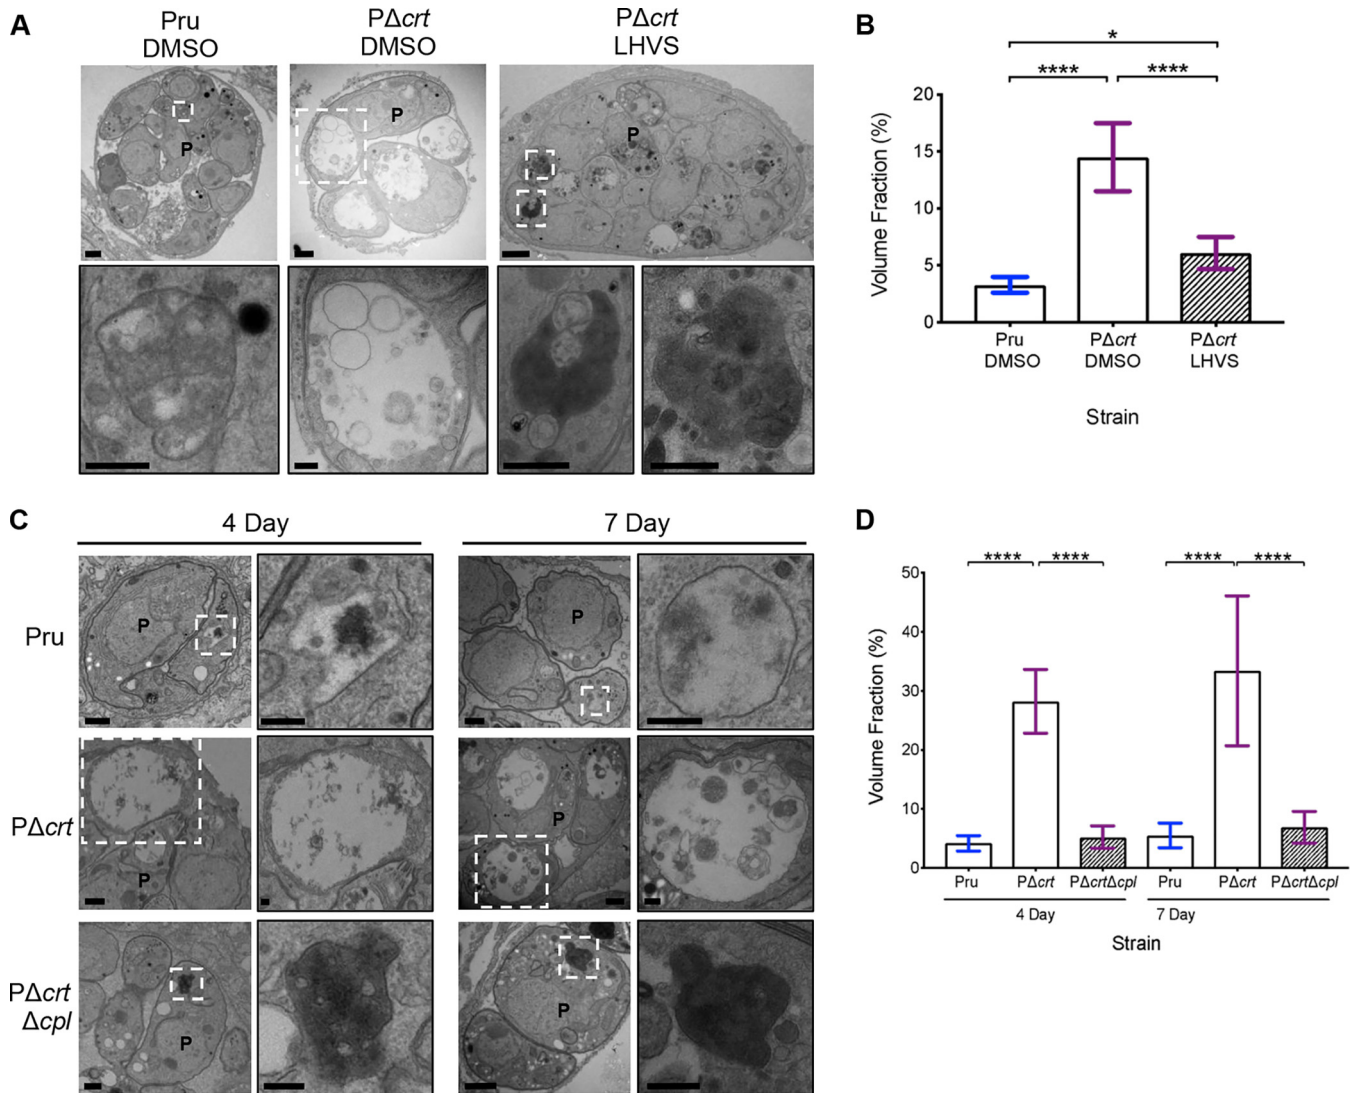 A
Pru
DMSO
PΔcrt
DMSO
PΔcrt
LHVS
P
P
P
B
*
****
****
20
15
10
5
0
Volume Fraction (%)
Pru
DMSO
PΔcrt
DMSO
PΔcrt
LHVS
Strain
C
4 Day
7 Day
Pru
P
P
PΔcrt
P
P
PΔcrt
Δcpl
P
P
D
****
****
****
****
50
40
30
20
10
0
Volume Fraction (%)
Pru
PΔcrt
PΔcrtΔcpl
Pru
PΔcrt
PΔcrtΔcpl
4 Day
7 Day
Strain